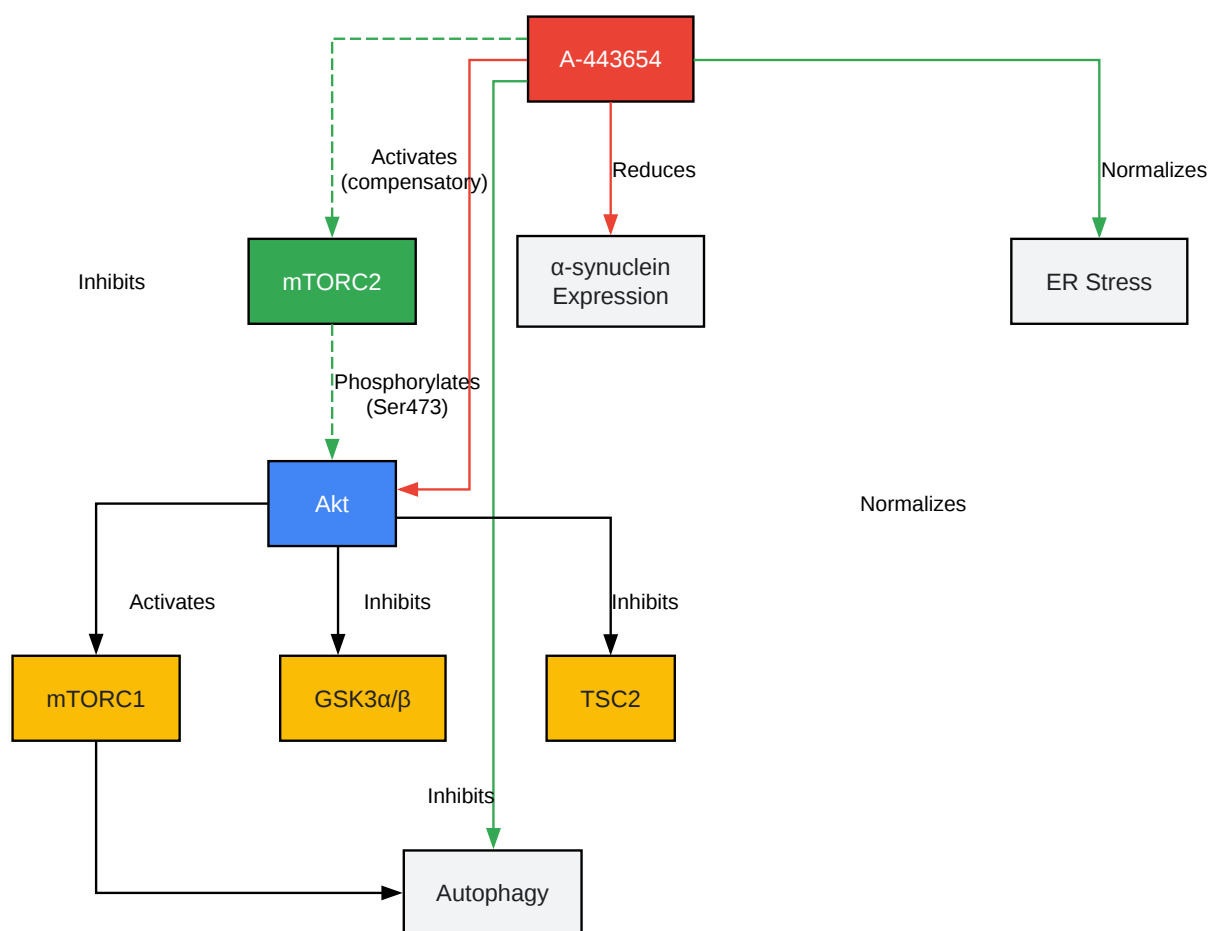 A-443654
Activates
(compensatory)
Reduces
Normalizes
Inhibits
mTORC2
α-synuclein
Expression
ER Stress
Phosphorylates
(Ser473)
Akt
Normalizes
Activates
Inhibits
Inhibits
mTORC1
GSK3α/β
TSC2
Inhibits
Autophagy